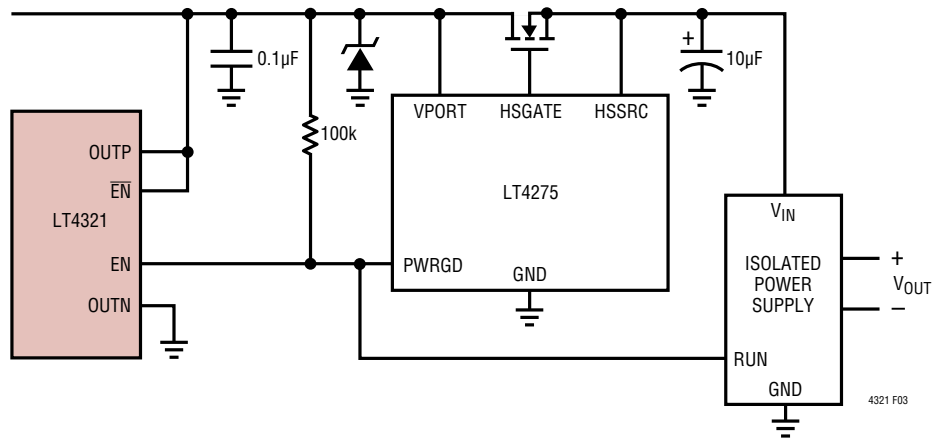 0.1µF
100k
10µF
+
VPORT
HSGATE
HSSRC
LT4275
PWRGD
GND
OUTP
EN
LT4321
EN
OUTN
VIN
ISOLATED
POWER
SUPPLY
RUN
GND
+
VOUT
−
4321 F03